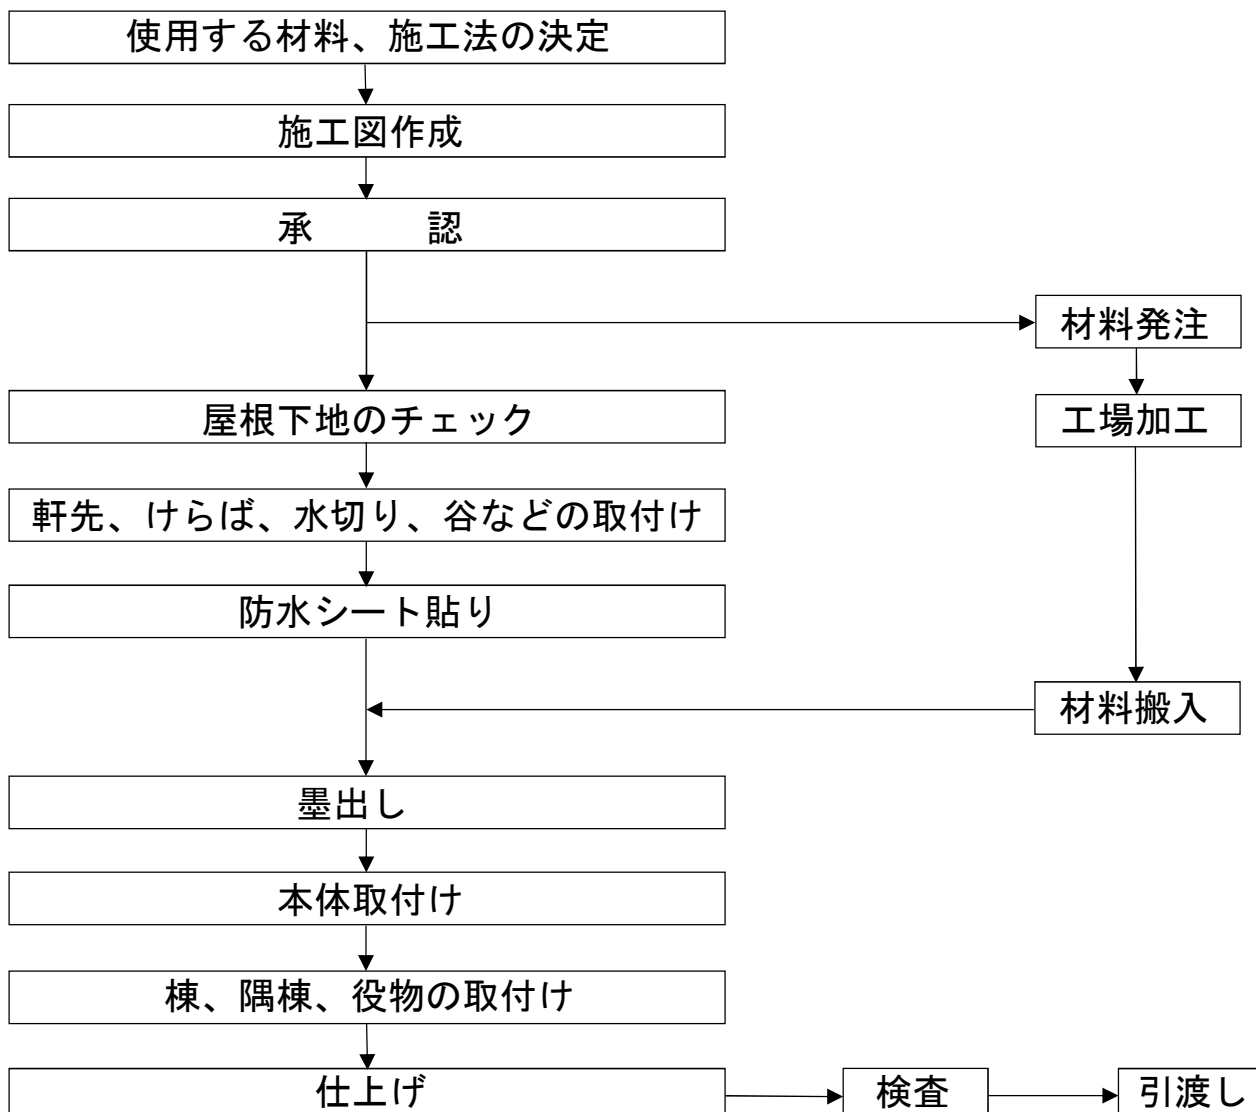 使用する材料、施工法の決定
施工図作成
承　　　認
材料発注
屋根下地のチェック
工場加工
軒先、けらば、水切り、谷などの取付け
防水シート貼り
材料搬入
墨出し
本体取付け
棟、隅棟、役物の取付け
仕上げ
検査
引渡し